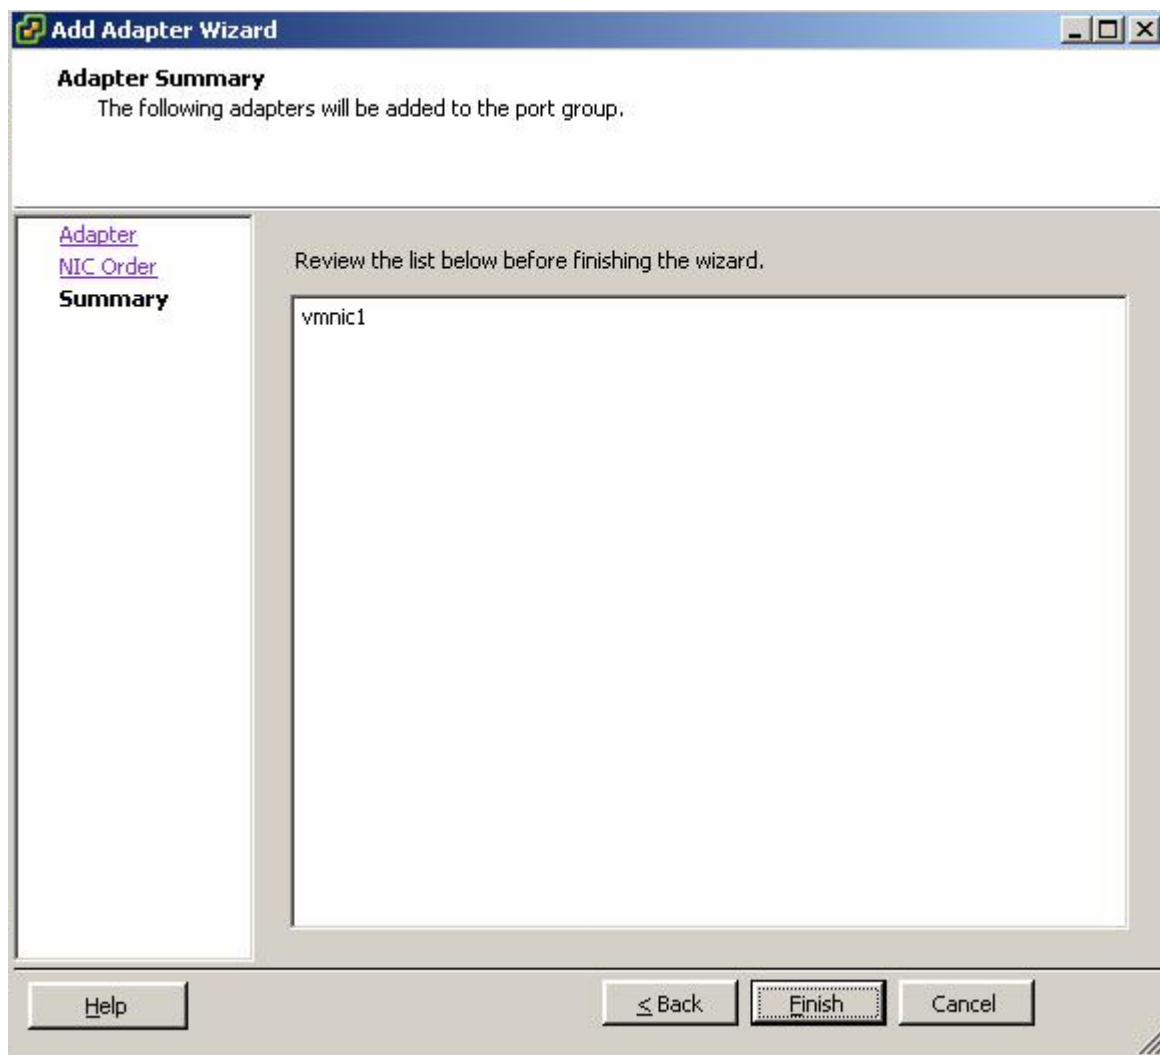 Add Adapter Wizard
Adapter Summary
The following adapters will be added to the port group.
Adapter
NIC Order
Summary
Review the list below before finishing the wizard.
vmnic1
Help
< Back
Finish
Cancel